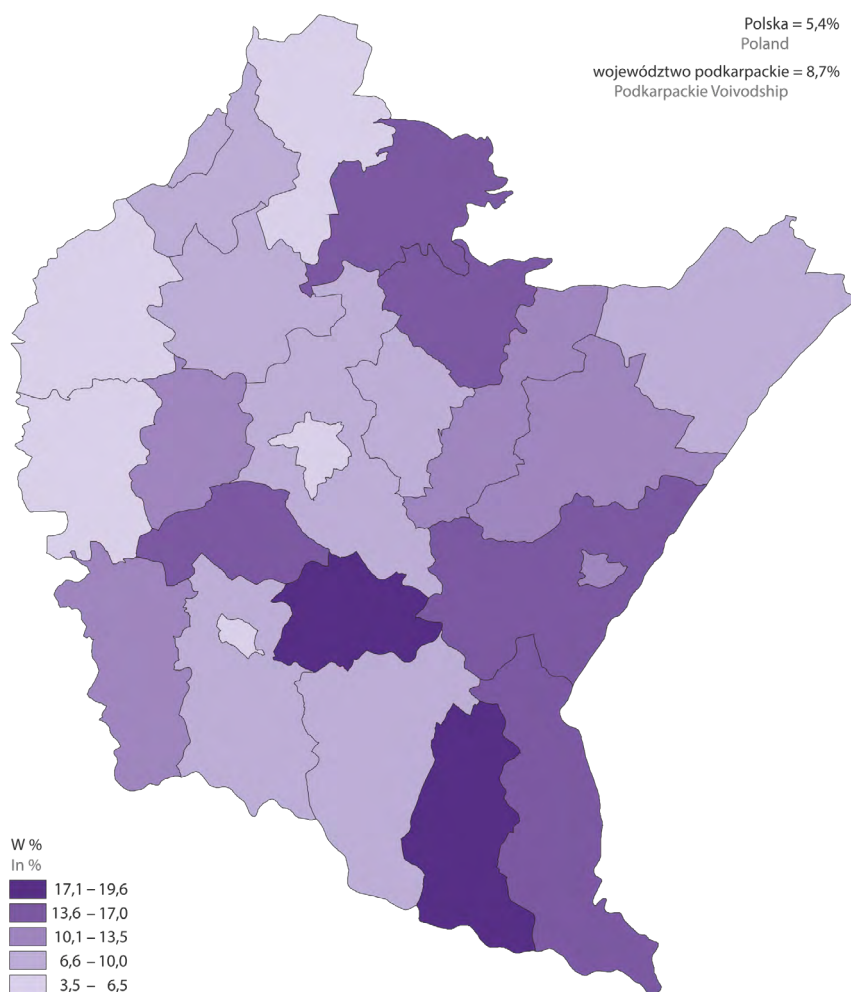 Polska = 5,4%
Poland
województwo podkarpackie = 8,7%
Podkarpackie Voivodship
W %
In %
17,1 – 19,6
13,6 – 17,0
10,1 – 13,5
6,6 – 10,0
3,5 – 6,5